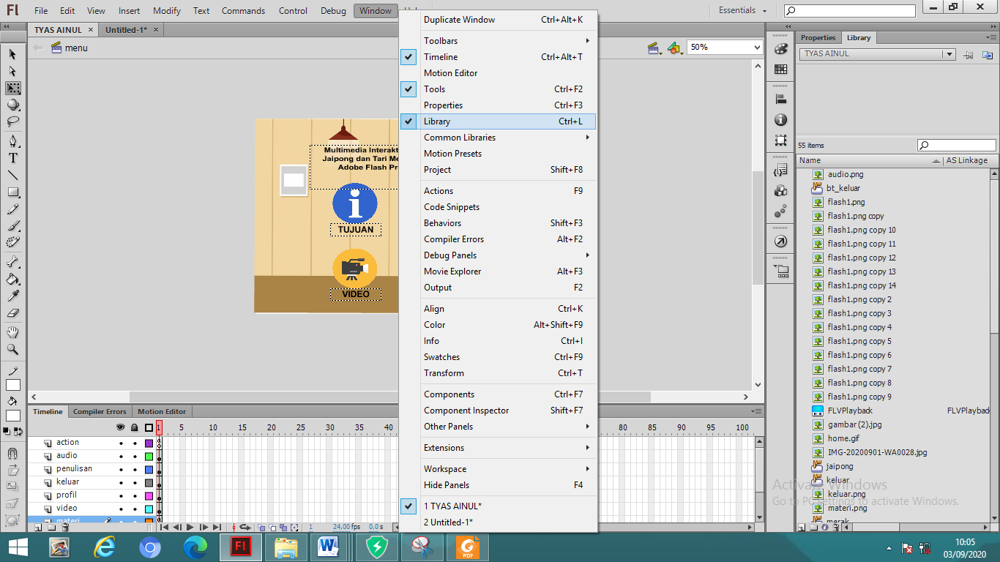 Fl File Edit View Insert Modify Text Commands Control Debug Window
Essentials
TYAS AINUL × Untitled-1* ×
menu
50%
Duplicate Window Ctrl+Alt+K
Toolbars
Timeline Ctrl+Alt+T
Motion Editor
Tools Ctrl+F2
Properties Ctrl+F3
Library Ctrl+L
Common Libraries
Motion Presets
Project Shift+F8
Actions F9
Code Snippets
Behaviors Shift+F3
Compiler Errors Alt+F2
Debug Panels
Movie Explorer Alt+F3
Output F2
Align Ctrl+K
Color Alt+Shift+F9
Info Ctrl+I
Swatches Ctrl+F9
Transform Ctrl+T
Components Ctrl+F7
Component Inspector Shift+F7
Other Panels
Extensions
Workspace
Hide Panels F4
1 TYAS AINUL*
2 Untitled-1*
Multimedia Interakt
Jaipong dan Tari Me
Adobe Flash Pr
TUJUAN
VIDEO
Properties Library
TYAS AINUL
55 items
Name AS Linkage
audio.png
bt_keluar
flash1.png
flash1.png copy
flash1.png copy 10
flash1.png copy 11
flash1.png copy 12
flash1.png copy 13
flash1.png copy 14
flash1.png copy 2
flash1.png copy 3
flash1.png copy 4
flash1.png copy 5
flash1.png copy 6
flash1.png copy 7
flash1.png copy 8
flash1.png copy 9
FLVPlayback FLVPlayback
gambar (2).jpg
home.gif
IMG-20200901-WA0028.jpg
jaipong
keluar
keluar.png
materi.png
merak
Activate Windows
Go to PC settings to activate Windows.
Timeline Compiler Errors Motion Editor
1 5 10 15 20 25 30 35 40 80 85 90 95 100
action
audio
penulisan
keluar
profil
video
materi
1 24,00 fps 0,0 s
Fl
PDF
10:05
03/09/2020